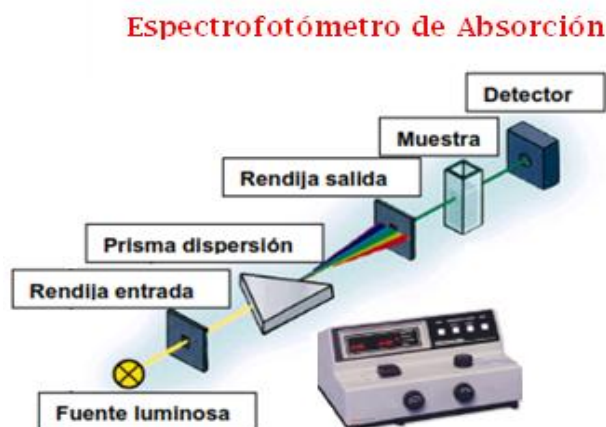 Espectrofotómetro de Absorción
Detector
Muestra
Rendija salida
Prisma dispersión
Rendija entrada
Fuente luminosa